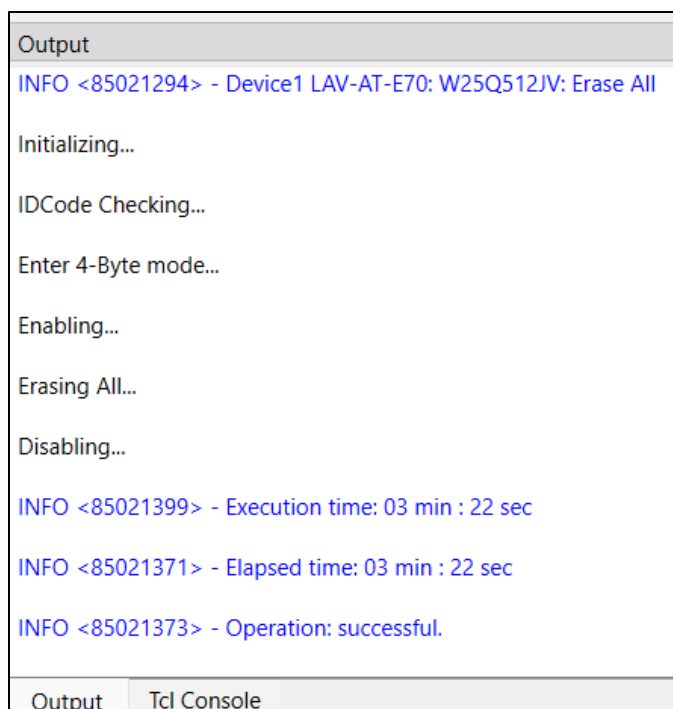 Output
INFO <85021294> - Device1 LAV-AT-E70: W25Q512JV: Erase All
Initializing...
IDCode Checking...
Enter 4-Byte mode...
Enabling...
Erasing All...
Disabling...
INFO <85021399> - Execution time: 03 min : 22 sec
INFO <85021371> - Elapsed time: 03 min : 22 sec
INFO <85021373> - Operation: successful.
Output Tcl Console